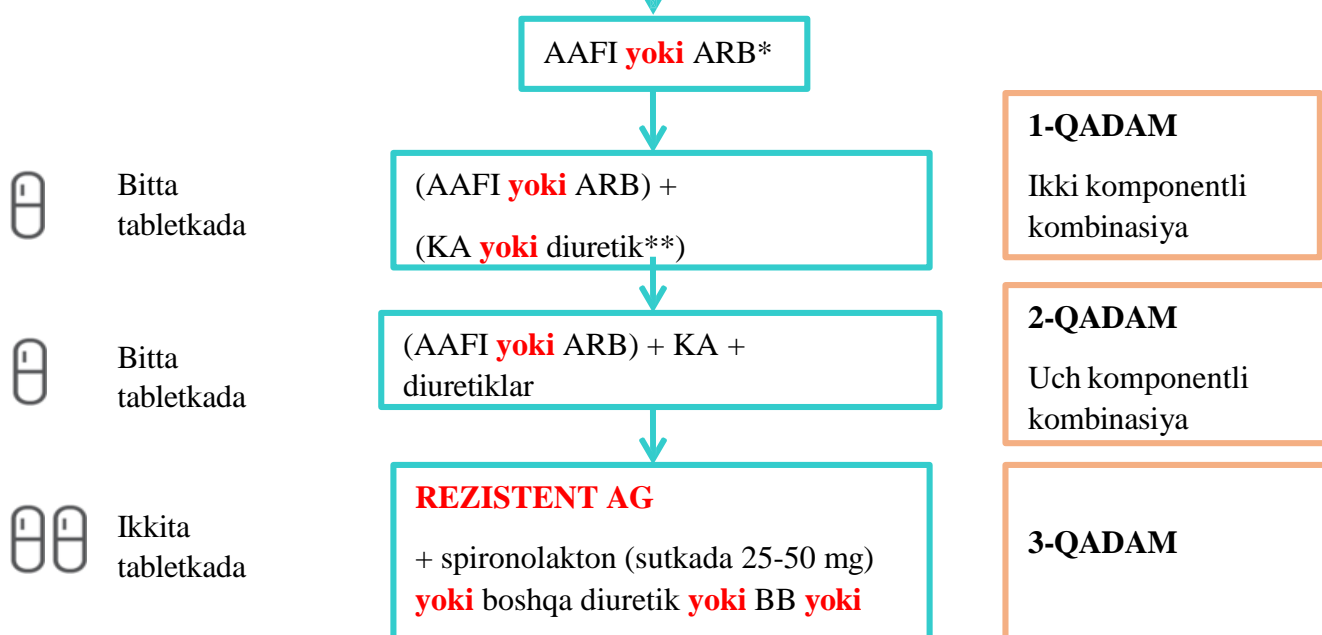 AAFI yoki ARB*
Bitta
tabletkada
(AAFI yoki ARB) +
(KA yoki diuretik**)
1-QADAM
Ikki komponentli
kombinasiya
Bitta
tabletkada
(AAFI yoki ARB) + KA +
diuretiklar
2-QADAM
Uch komponentli
kombinasiya
Ikkita
tabletkada
REZISTENT AG
+ spironolakton (sutkada 25-50 mg)
yoki boshqa diuretik yoki BB yoki
3-QADAM